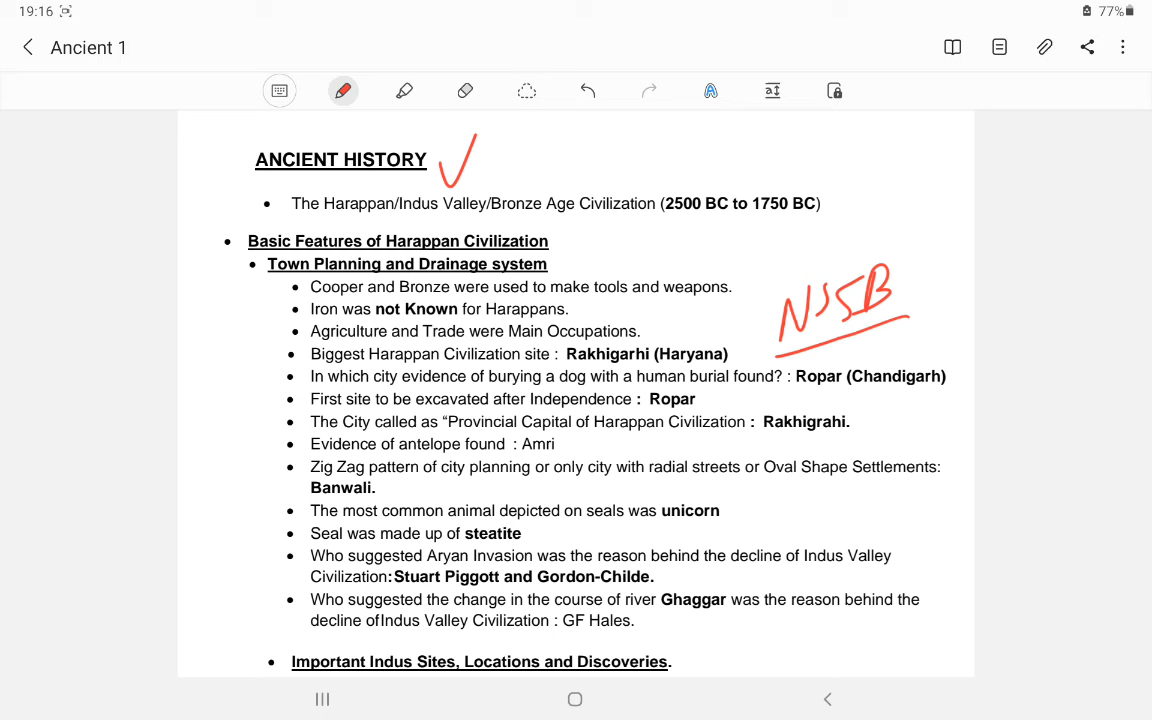 19:16
77%
Ancient 1
ANCIENT HISTORY
• The Harappan/Indus Valley/Bronze Age Civilization (2500 BC to 1750 BC)
• Basic Features of Harappan Civilization
• Town Planning and Drainage system
• Cooper and Bronze were used to make tools and weapons.
• Iron was not Known for Harappans.
• Agriculture and Trade were Main Occupations.
NJSB
• Biggest Harappan Civilization site : Rakhigarhi (Haryana)
• In which city evidence of burying a dog with a human burial found? : Ropar (Chandigarh)
• First site to be excavated after Independence : Ropar
• The City called as “Provincial Capital of Harappan Civilization : Rakhigrahi.
• Evidence of antelope found : Amri
• Zig Zag pattern of city planning or only city with radial streets or Oval Shape Settlements:
Banwali.
• The most common animal depicted on seals was unicorn
• Seal was made up of steatite
• Who suggested Aryan Invasion was the reason behind the decline of Indus Valley
Civilization:Stuart Piggott and Gordon-Childe.
• Who suggested the change in the course of river Ghaggar was the reason behind the
decline ofIndus Valley Civilization : GF Hales.
• Important Indus Sites, Locations and Discoveries.